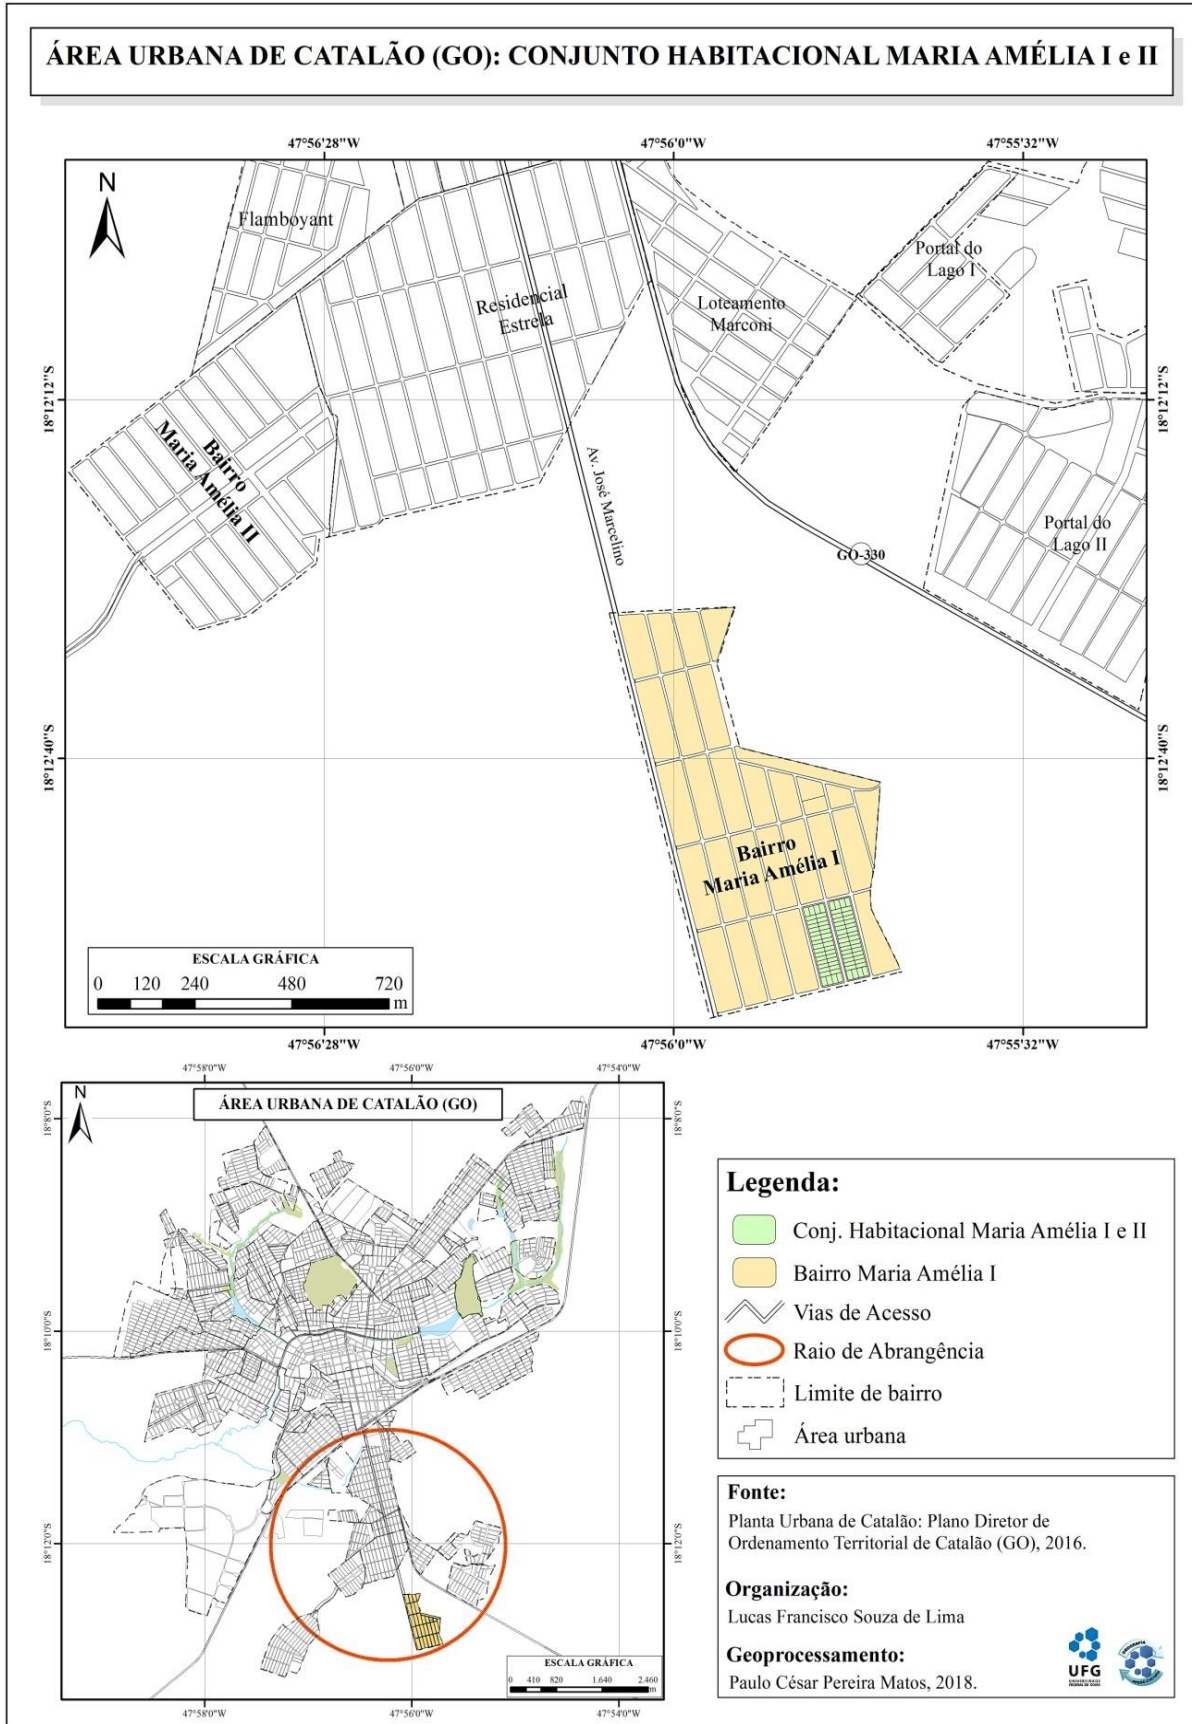 ÁREA URBANA DE CATALÃO (GO): CONJUNTO HABITACIONAL MARIA AMÉLIA I e II
47°56'28"W
47°56'0"W
47°55'32"W
N
Flamboyant
Residencial
Estrela
Loteamento
Marconi
Portal do
Lago I
18°12'12"S
18°12'12"S
Bairro
Maria Amélia II
Av. José Marcelino
Portal do
Lago II
GO-330
18°12'40"S
18°12'40"S
Bairro
Maria Amélia I
ESCALA GRÁFICA
0 120 240 480 720
m
47°56'28"W
47°56'0"W
47°55'32"W
47°58'0"W
47°56'0"W
47°54'0"W
N
ÁREA URBANA DE CATALÃO (GO)
18°8'0"S
18°8'0"S
18°10'0"S
18°10'0"S
18°12'0"S
18°12'0"S
ESCALA GRÁFICA
0 410 820 1.640 2.460
m
47°58'0"W
47°56'0"W
47°54'0"W
Legenda:
Conj. Habitacional Maria Amélia I e II
Bairro Maria Amélia I
Vias de Acesso
Raio de Abrangência
Limite de bairro
Área urbana
Fonte:
Planta Urbana de Catalão: Plano Diretor de
Ordenamento Territorial de Catalão (GO), 2016.
Organização:
Lucas Francisco Souza de Lima
Geoprocessamento:
Paulo César Pereira Matos, 2018.
UFG
UNIVERSIDADE
FEDERAL DE GOIÁS